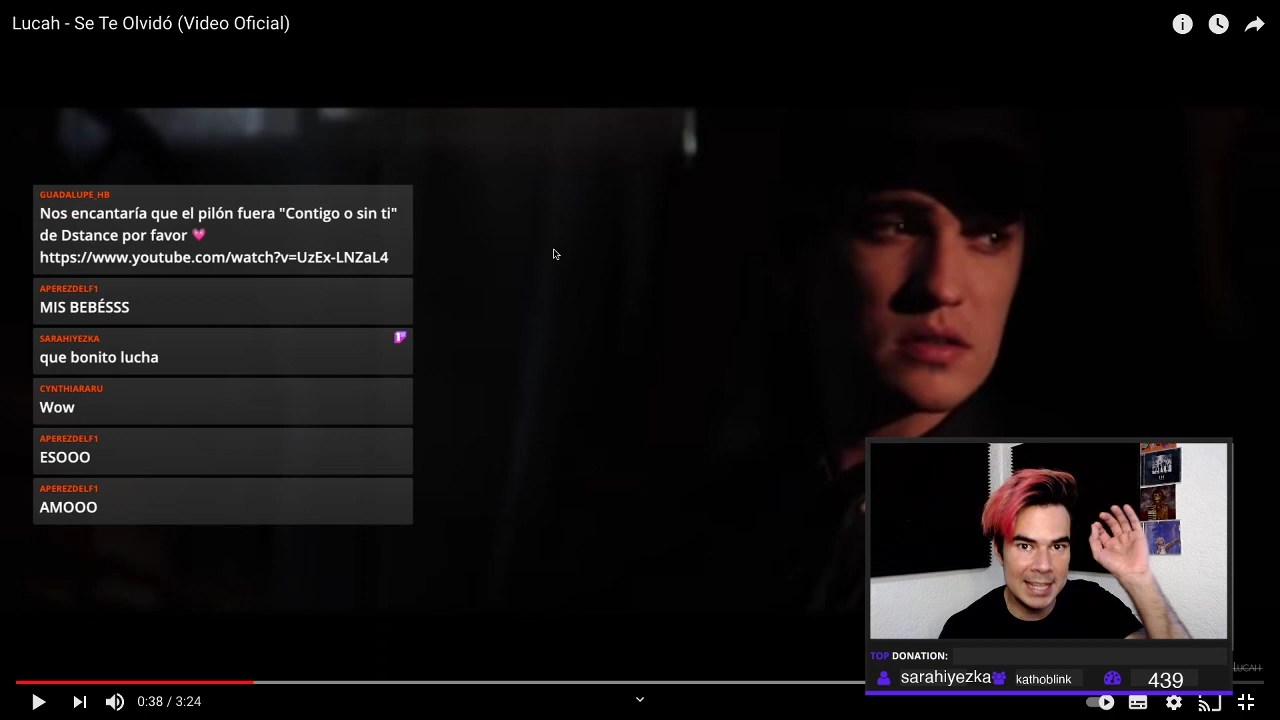 Lucah - Se Te Olvidó (Video Oficial)
GUADALUPE_HB
Nos encantaría que el pilón fuera "Contigo o sin ti"
de Dstance por favor 💗
https://www.youtube.com/watch?v=UzEx-LNZaL4
APEREZDELF1
MIS BEBÉSSS
SARAHIYEZKA
que bonito lucha
CYNTHIARARU
Wow
APEREZDELF1
ESOOO
APEREZDELF1
AMOOO
TOP DONATION:
LUCAH
sarahiyezka
kathoblink
439
0:38 / 3:24